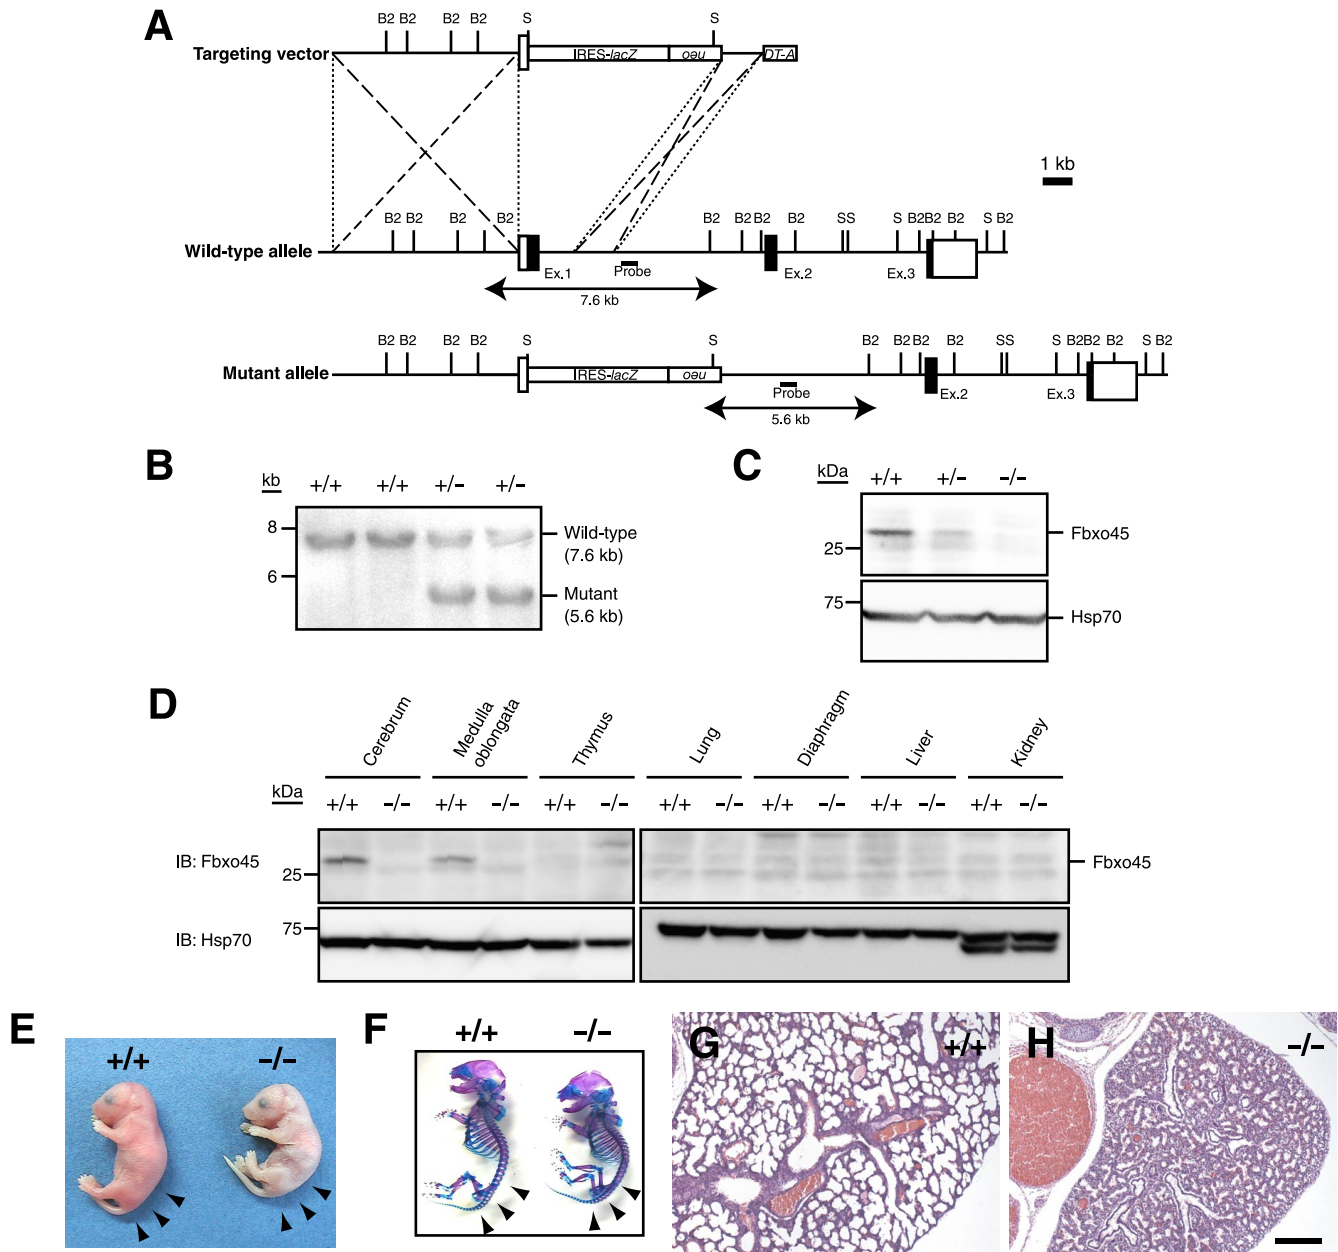 A
B2 B2 B2 B2 S S
Targeting vector
IRES-lacZ neo DT-A
1 kb
B2 B2 B2 B2 B2 B2 B2 B2 SS S B2 B2 B2 S B2
Wild-type allele
Ex.1 Probe Ex.2 Ex.3
7.6 kb
B2 B2 B2 B2 S S B2 B2 B2 B2 SS S B2 B2 B2 S B2
Mutant allele
IRES-lacZ neo
Probe Ex.2 Ex.3
5.6 kb
B
kb +/+ +/+ +/− +/−
8
6
Wild-type
(7.6 kb)
Mutant
(5.6 kb)
C
kDa +/+ +/− −/−
25
Fbxo45
75
Hsp70
D
Cerebrum
Medulla
oblongata
Thymus
Lung
Diaphragm
Liver
Kidney
kDa +/+ −/− +/+ −/− +/+ −/− +/+ −/− +/+ −/− +/+ −/− +/+ −/−
IB: Fbxo45
25
Fbxo45
IB: Hsp70
75
E
+/+ −/−
F
+/+ −/−
G
+/+
H
−/−